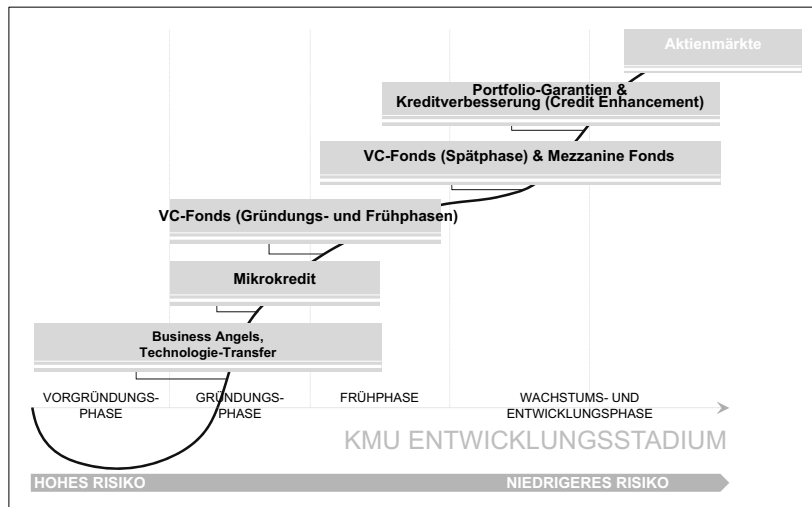 Aktienmärkte
Portfolio-Garantien &
Kreditverbesserung (Credit Enhancement)
VC-Fonds (Spätphase) & Mezzanine Fonds
VC-Fonds (Gründungs- und Frühphasen)
Mikrokredit
Business Angels,
Technologie-Transfer
VORGRÜNDUNGS-
PHASE
GRÜNDUNGS-
PHASE
FRÜHPHASE
WACHSTUMS- UND
ENTWICKLUNGSPHASE
KMU ENTWICKLUNGSSTADIUM
HOHES RISIKO
NIEDRIGERES RISIKO